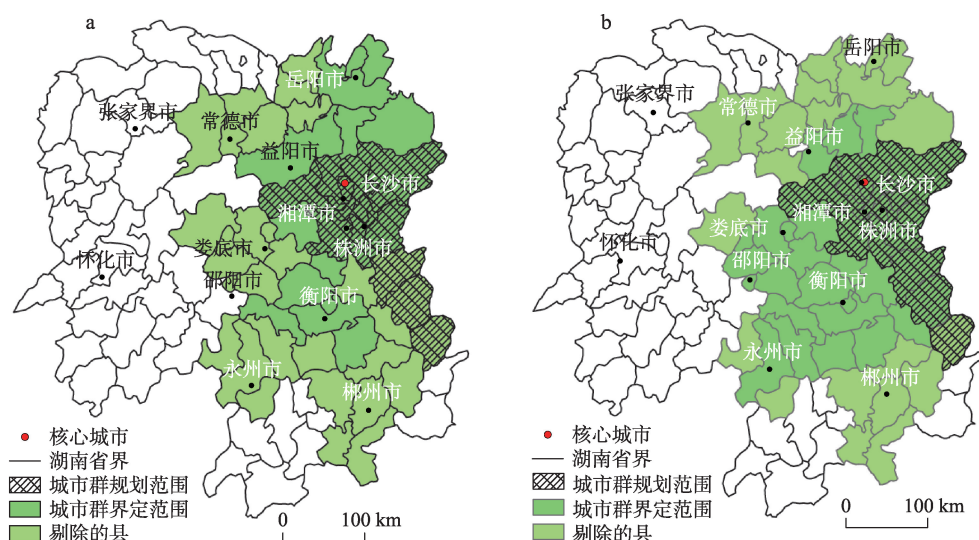 a
岳阳市
张家界市
常德市
益阳市
长沙市
湘潭市
株洲市
娄底市
怀化市
邵阳市
衡阳市
永州市
郴州市
核心城市
湖南省界
城市群规划范围
城市群界定范围
剔除的县
0 100 km
b
岳阳市
张家界市
常德市
益阳市
长沙市
湘潭市
株洲市
娄底市
怀化市
邵阳市
衡阳市
永州市
郴州市
核心城市
湖南省界
城市群规划范围
城市群界定范围
剔除的县
0 100 km